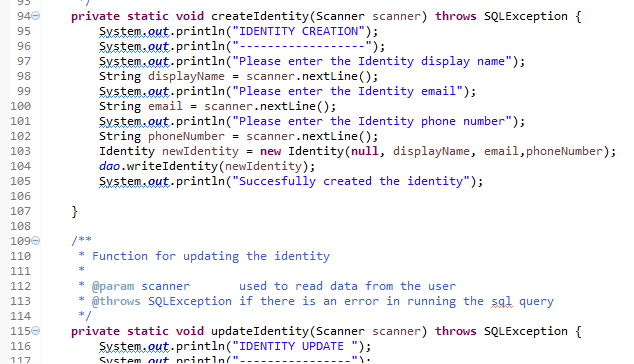 93 */
94 private static void createIdentity(Scanner scanner) throws SQLException {
95 System.out.println("IDENTITY CREATION");
96 System.out.println("------------------");
97 System.out.println("Please enter the Identity display name");
98 String displayName = scanner.nextLine();
99 System.out.println("Please enter the Identity email");
100 String email = scanner.nextLine();
101 System.out.println("Please enter the Identity phone number");
102 String phoneNumber = scanner.nextLine();
103 Identity newIdentity = new Identity(null, displayName, email,phoneNumber);
104 dao.writeIdentity(newIdentity);
105 System.out.println("Succesfully created the identity");
106
107 }
108
109 /**
110 * Function for updating the identity
111 *
112 * @param scanner used to read data from the user
113 * @throws SQLException if there is an error in running the sql query
114 */
115 private static void updateIdentity(Scanner scanner) throws SQLException {
116 System.out.println("IDENTITY UPDATE ");
117 System.out.println("----------------");